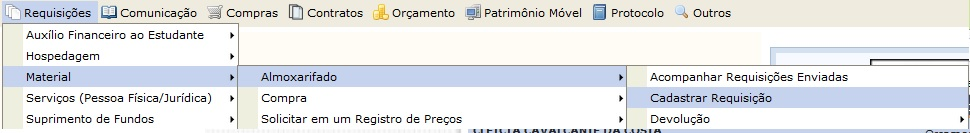 Requisições Comunicação Compras Contratos Orçamento Patrimônio Móvel Protocolo Outros
Auxílio Financeiro ao Estudante
Hospedagem
Material Almoxarifado Acompanhar Requisições Enviadas
Serviços (Pessoa Física/Jurídica) Compra Cadastrar Requisição
Suprimento de Fundos Solicitar em um Registro de Preços Devolução